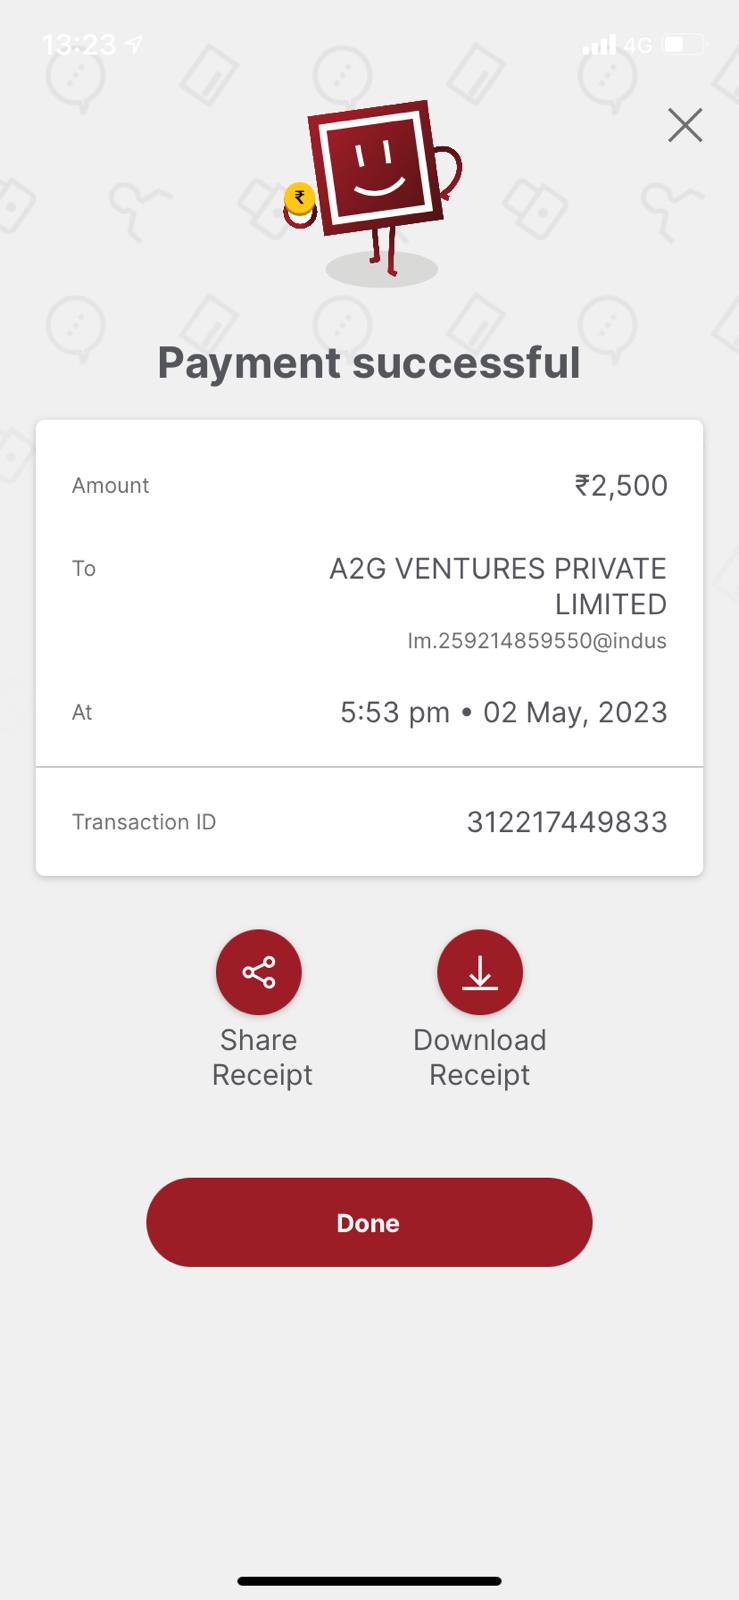 13:23
4G
₹
Payment successful
Amount
₹2,500
To
A2G VENTURES PRIVATE
LIMITED
Im.259214859550@indus
At
5:53 pm • 02 May, 2023
Transaction ID
312217449833
Share
Receipt
Download
Receipt
Done